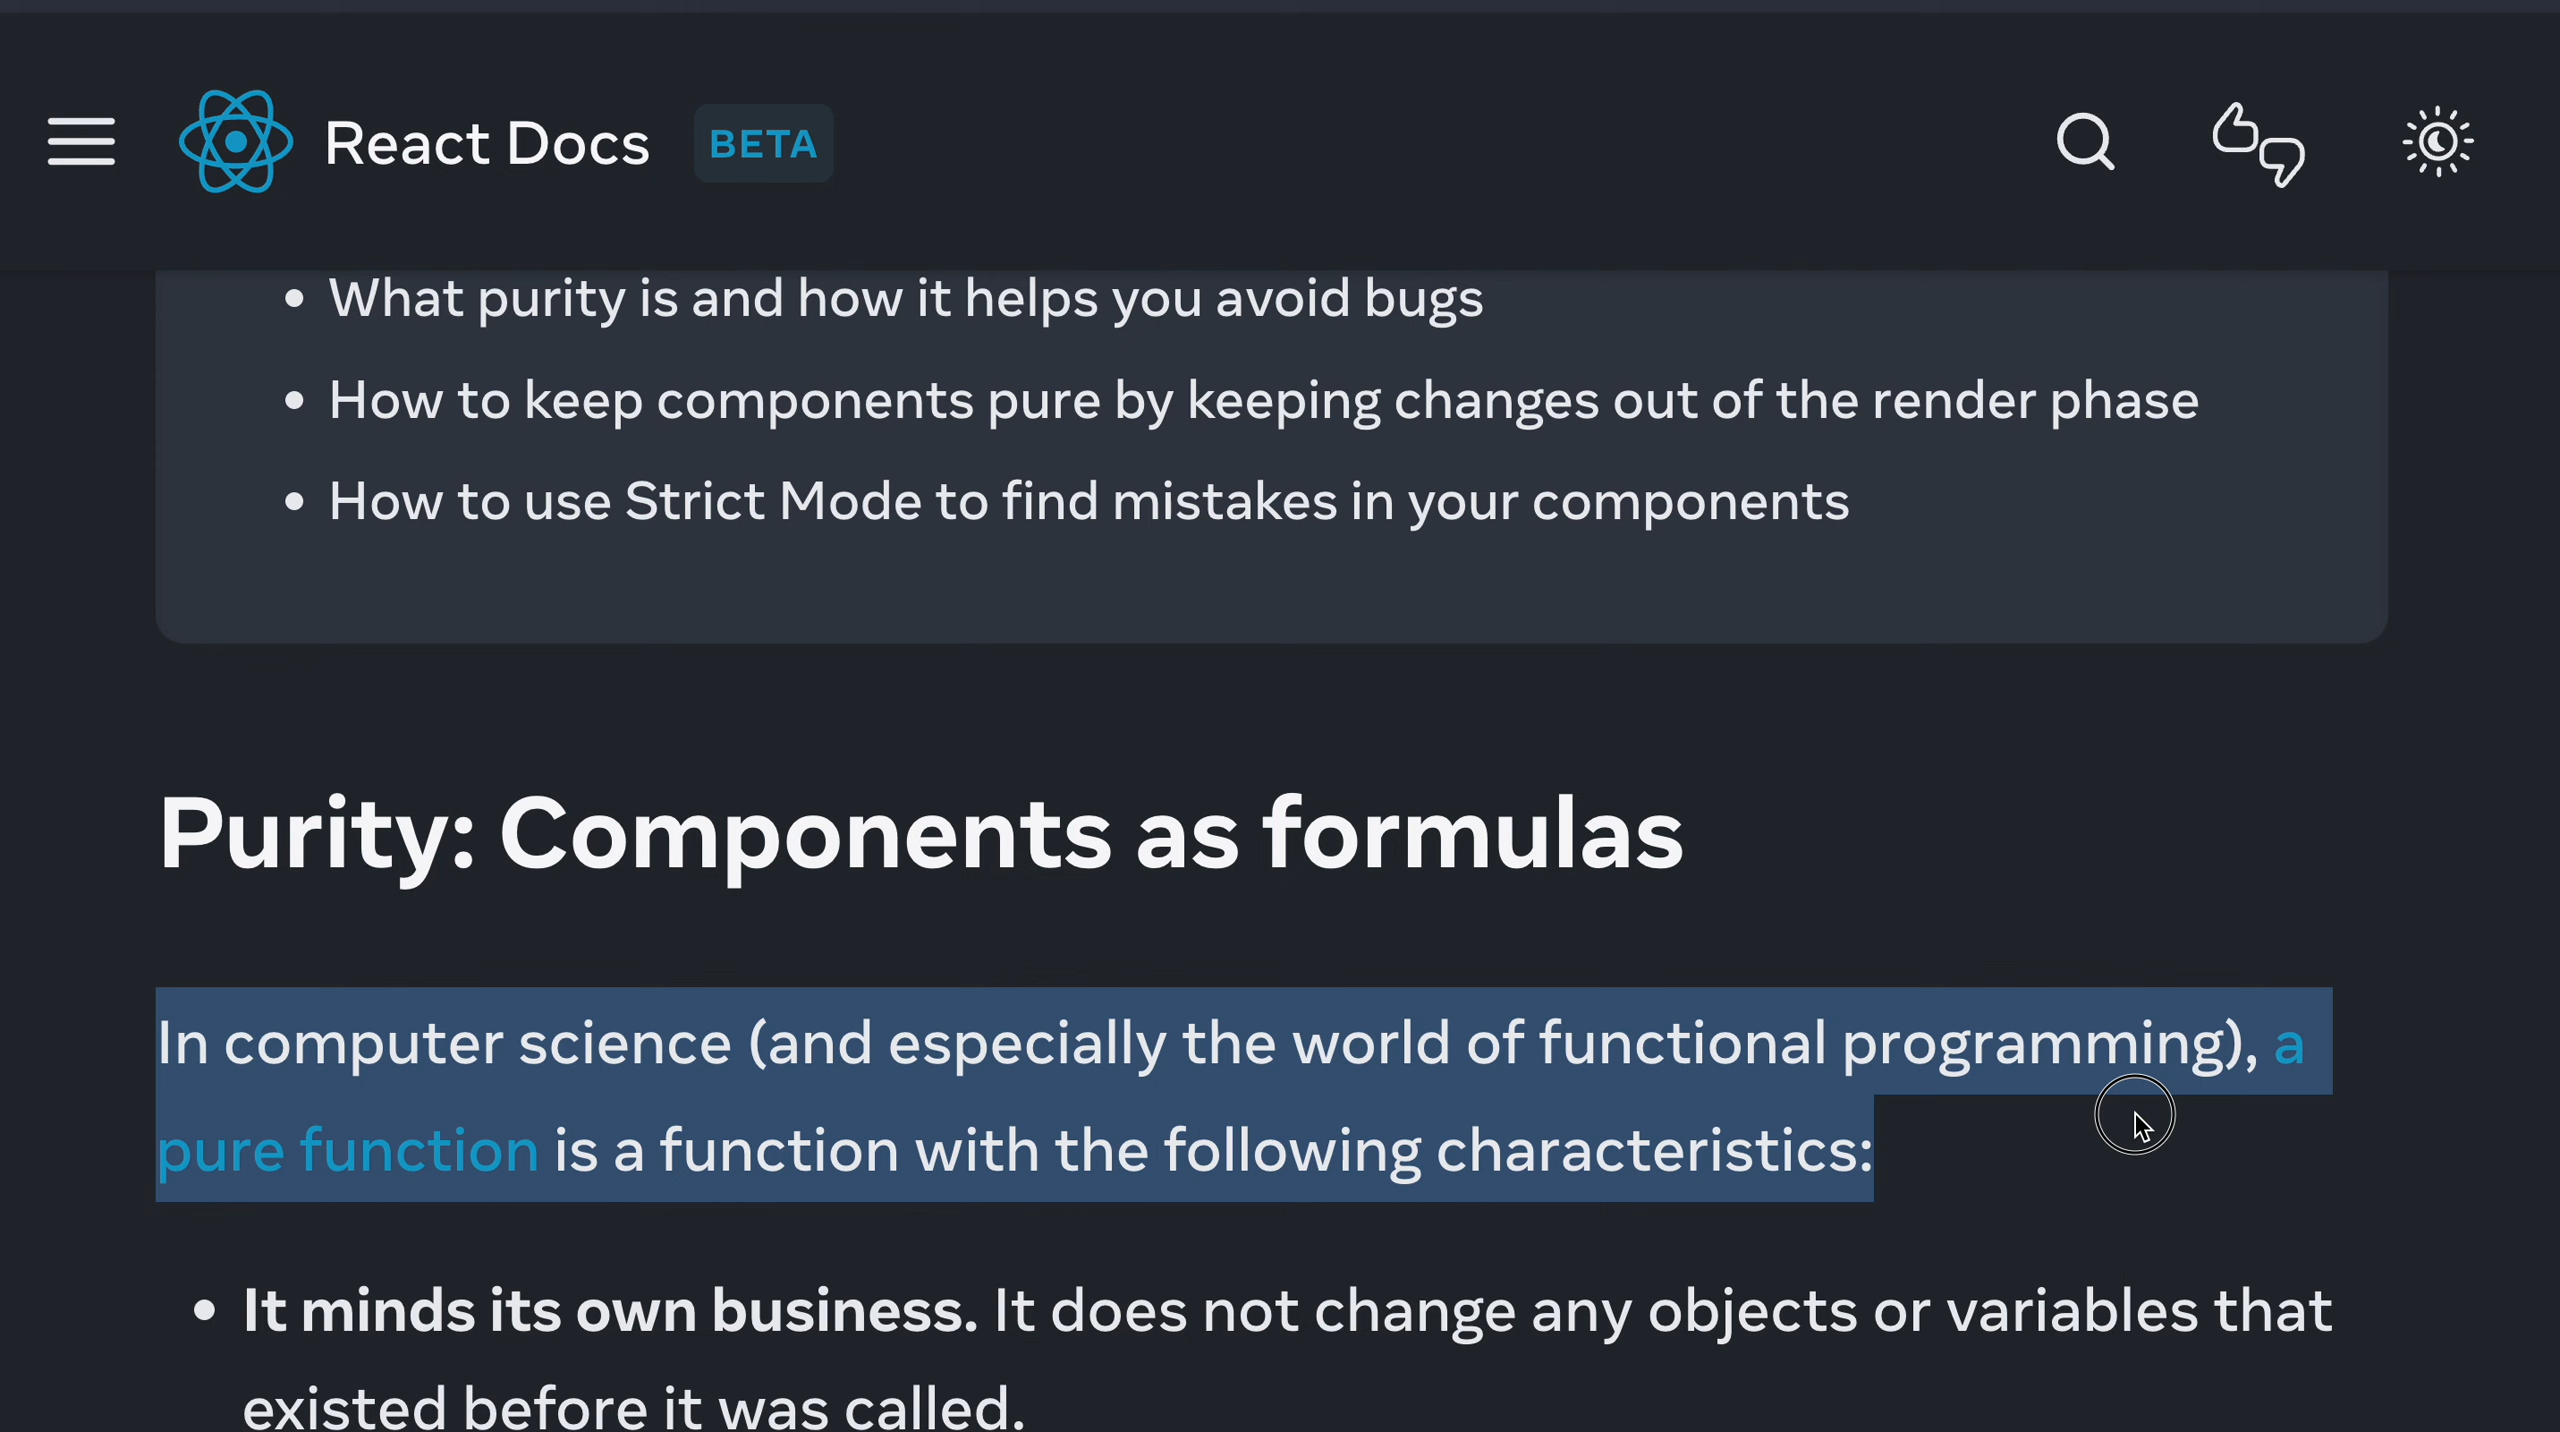 React Docs BETA
What purity is and how it helps you avoid bugs
How to keep components pure by keeping changes out of the render phase
How to use Strict Mode to find mistakes in your components
Purity: Components as formulas
In computer science (and especially the world of functional programming), a
pure function is a function with the following characteristics:
It minds its own business. It does not change any objects or variables that
existed before it was called.